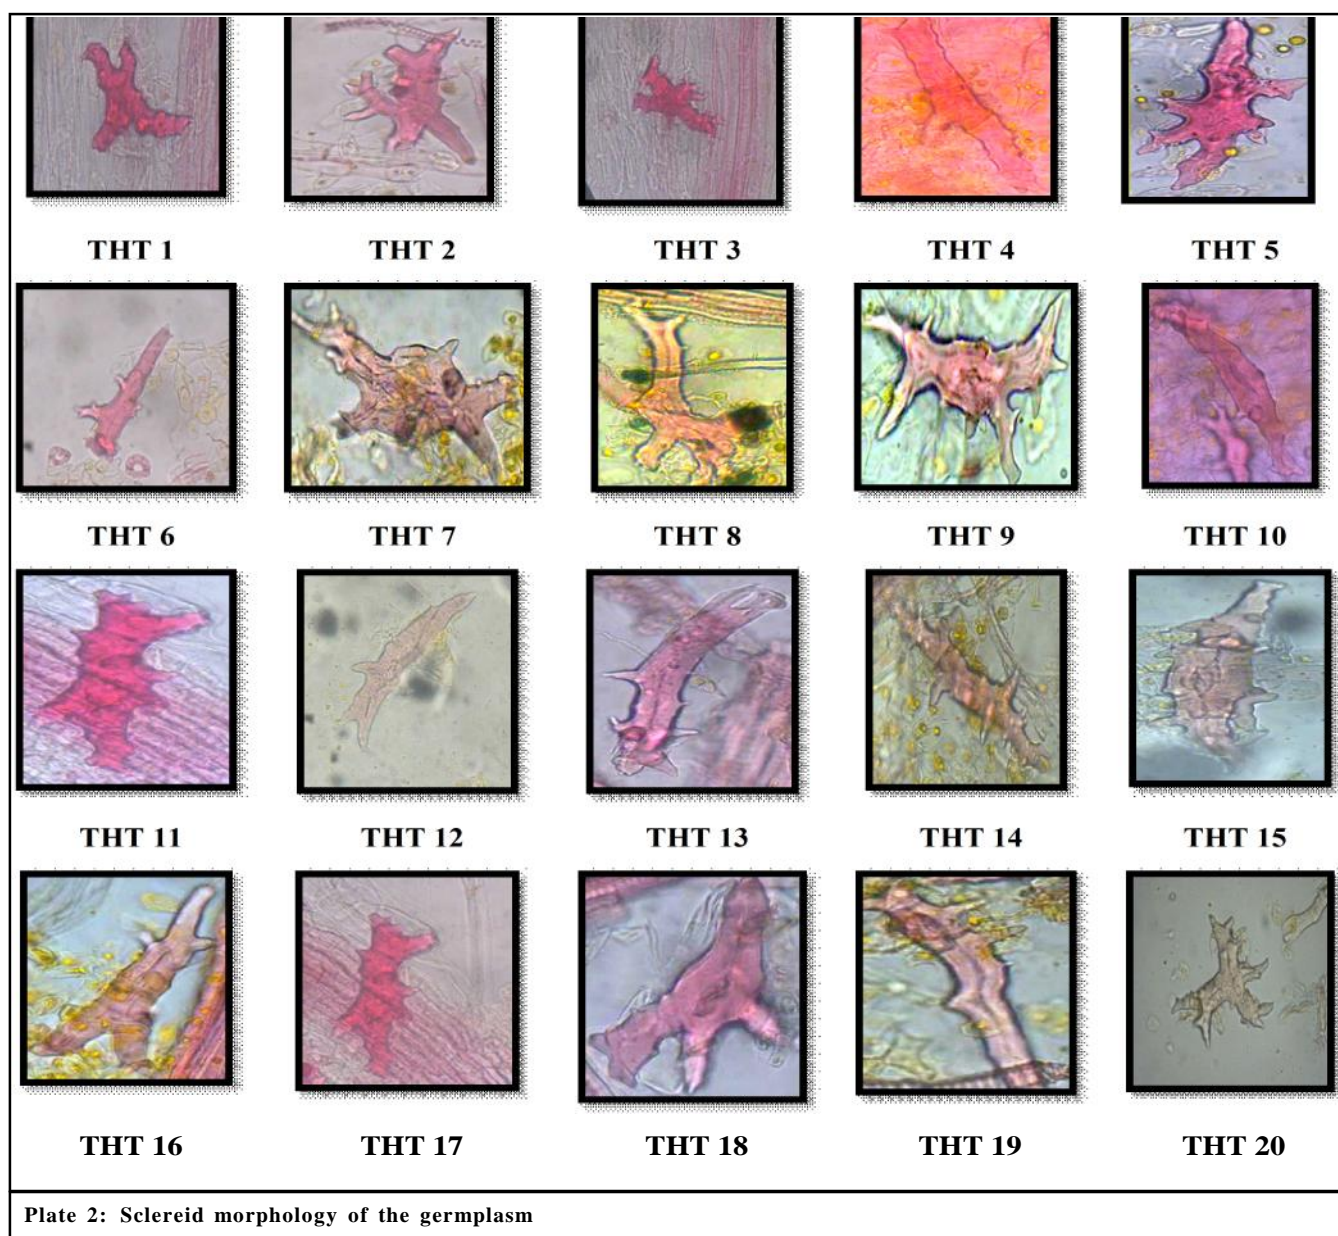 THT 1 THT 2 THT 3 THT 4 THT 5
THT 6 THT 7 THT 8 THT 9 THT 10
THT 11 THT 12 THT 13 THT 14 THT 15
THT 16 THT 17 THT 18 THT 19 THT 20
Plate 2: Sclereid morphology of the germplasm